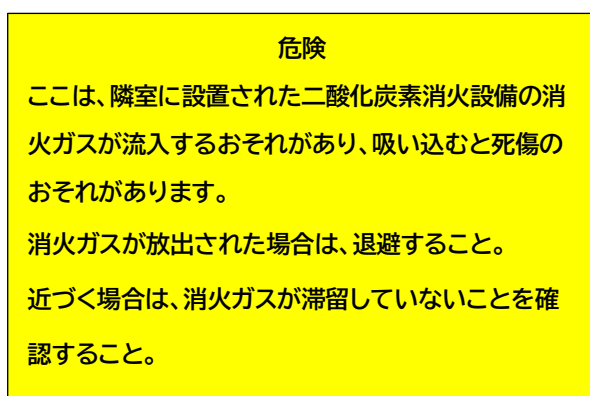 危険
ここは、隣室に設置された二酸化炭素消火設備の消
火ガスが流入するおそれがあり、吸い込むと死傷の
おそれがあります。
消火ガスが放出された場合は、退避すること。
近づく場合は、消火ガスが滞留していないことを確
認すること。